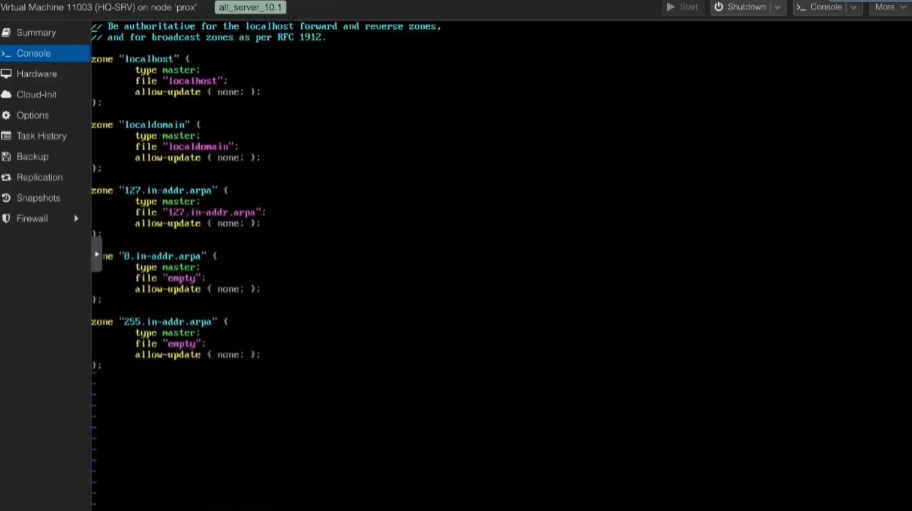 Virtual Machine 11003 (HQ-SRV) on node 'prox' alt_server_10.1 Start Shutdown >_ Console More
Summary
>_ Console
Hardware
Cloud-Init
Options
Task History
Backup
Replication
Snapshots
Firewall
// Be authoritative for the localhost forward and reverse zones,
// and for broadcast zones as per RFC 1912.
zone "localhost" {
type master;
file "localhost";
allow-update { none; };
};
zone "localdomain" {
type master;
file "localdomain";
allow-update { none; };
};
zone "127.in-addr.arpa" {
type master;
file "127.in-addr.arpa";
allow-update { none; };
};
ne "0.in-addr.arpa" {
type master;
file "empty";
allow-update { none; };
};
zone "255.in-addr.arpa" {
type master;
file "empty";
allow-update { none; };
};
~
~
~
~
~
~
~
~
~
~
~
~